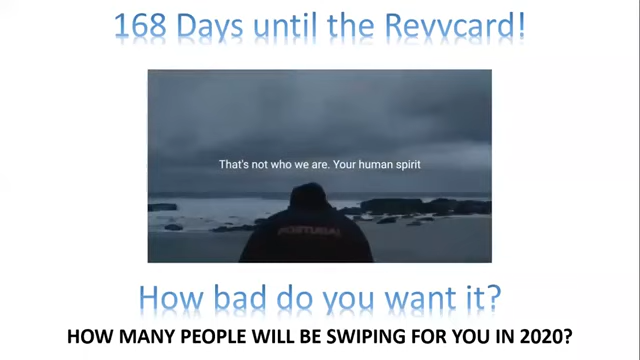 168 Days until the Revvcard!
That's not who we are. Your human spirit
PORTUGAL
How bad do you want it?
HOW MANY PEOPLE WILL BE SWIPING FOR YOU IN 2020?